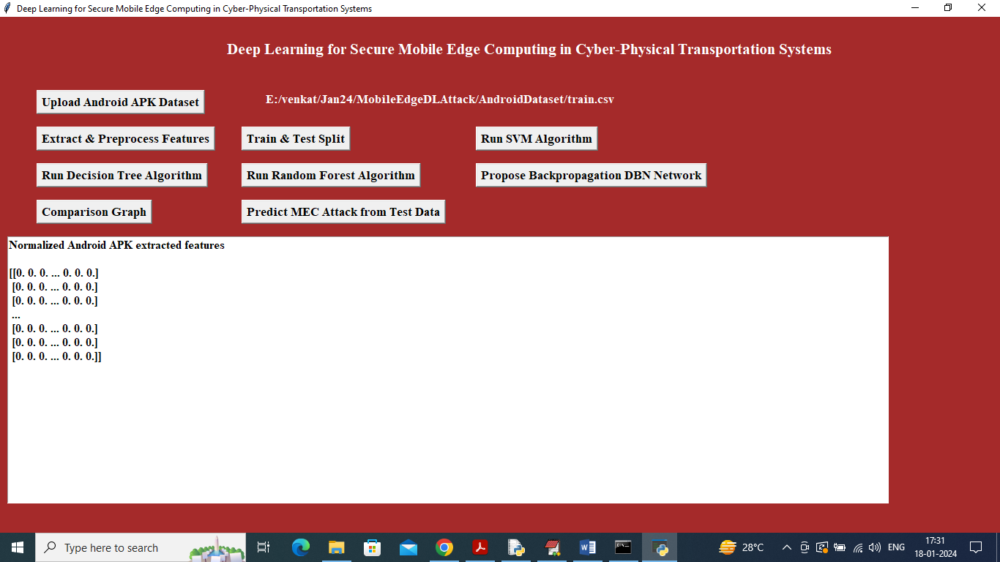 Deep Learning for Secure Mobile Edge Computing in Cyber-Physical Transportation Systems
Deep Learning for Secure Mobile Edge Computing in Cyber-Physical Transportation Systems
Upload Android APK Dataset
E:/venkat/Jan24/MobileEdgeDLAttack/AndroidDataset/train.csv
Extract & Preprocess Features
Train & Test Split
Run SVM Algorithm
Run Decision Tree Algorithm
Run Random Forest Algorithm
Propose Backpropagation DBN Network
Comparison Graph
Predict MEC Attack from Test Data
Normalized Android APK extracted features
[[0. 0. 0. ... 0. 0. 0.]
[0. 0. 0. ... 0. 0. 0.]
[0. 0. 0. ... 0. 0. 0.]
...
[0. 0. 0. ... 0. 0. 0.]
[0. 0. 0. ... 0. 0. 0.]
[0. 0. 0. ... 0. 0. 0.]]
Type here to search
28°C
ENG
17:31
18-01-2024